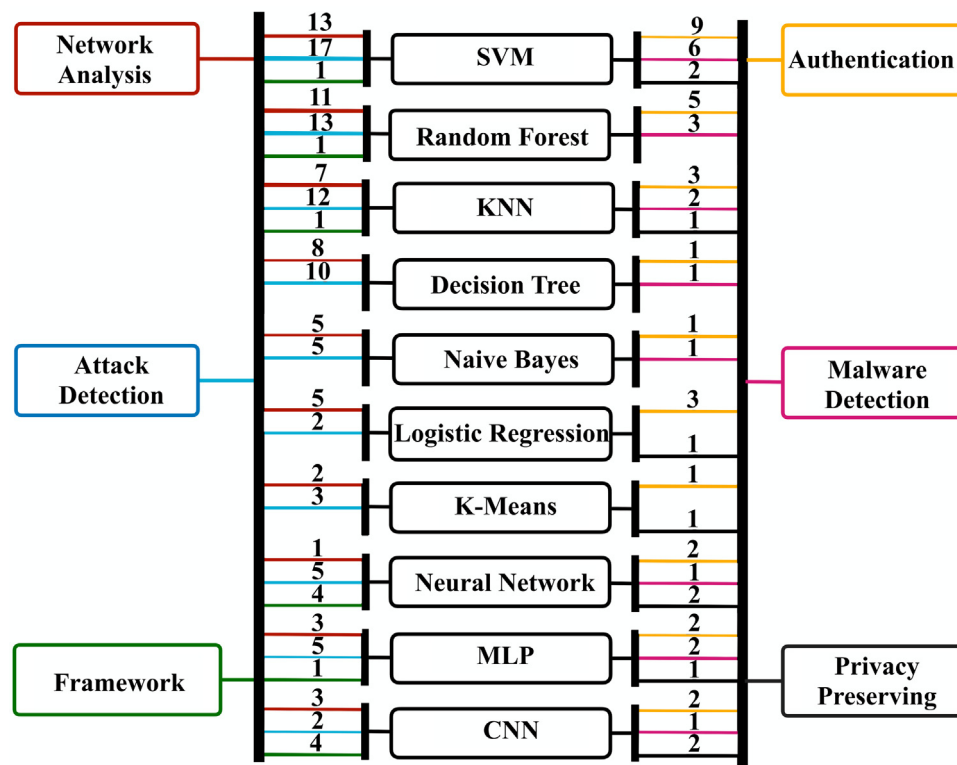 Network
Analysis
13
17
1
SVM
9
6
2
Authentication
11
13
1
Random Forest
5
3
7
12
1
KNN
3
2
1
8
10
Decision Tree
1
1
Attack
Detection
5
5
Naive Bayes
1
1
Malware
Detection
5
2
Logistic Regression
3
1
2
3
K-Means
1
1
1
5
4
Neural Network
2
1
2
Framework
3
5
1
MLP
2
2
1
Privacy
Preserving
3
2
4
CNN
2
1
2